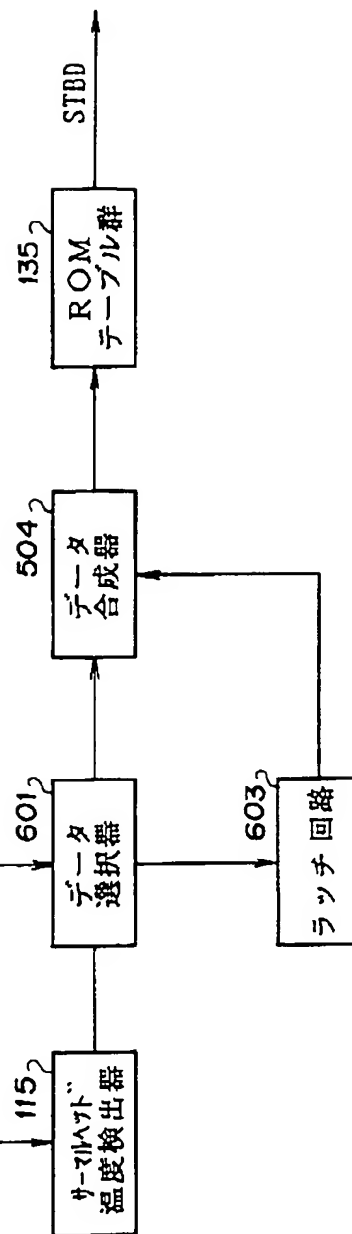 115
サーマルヘッド
温度検出器
601
データ
選択器
603
ラッチ回路
504
データ
合成器
135
ROM
テーブル群
STBD